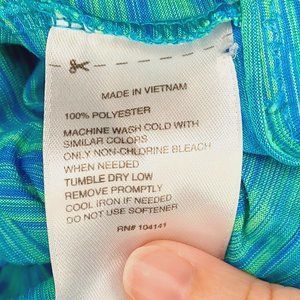 MADE IN VIETNAM
100% POLYESTER
MACHINE WASH COLD WITH
SIMILAR COLORS
ONLY NON-CHLORINE BLEACH
WHEN NEEDED
TUMBLE DRY LOW
REMOVE PROMPTLY
COOL IRON IF NEEDED
DO NOT USE SOFTENER
RN# 104141